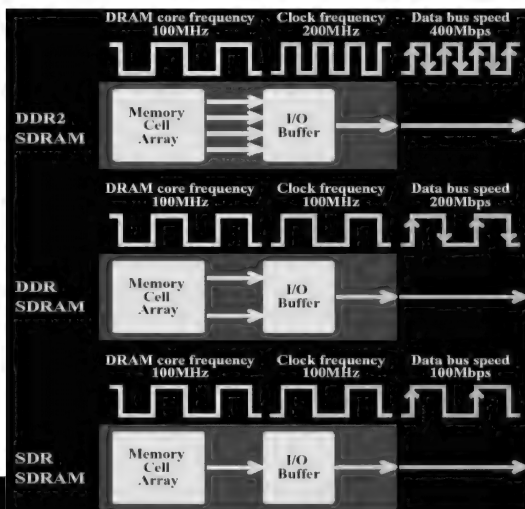 DRAM core frequency Clock frequency Data bus speed
100MHz 200MHz 400Mbps
DDR2
SDRAM
Memory
Cell
Array
I/O
Buffer
DRAM core frequency Clock frequency Data bus speed
100MHz 100MHz 200Mbps
DDR
SDRAM
Memory
Cell
Array
I/O
Buffer
DRAM core frequency Clock frequency Data bus speed
100MHz 100MHz 100Mbps
SDR
SDRAM
Memory
Cell
Array
I/O
Buffer